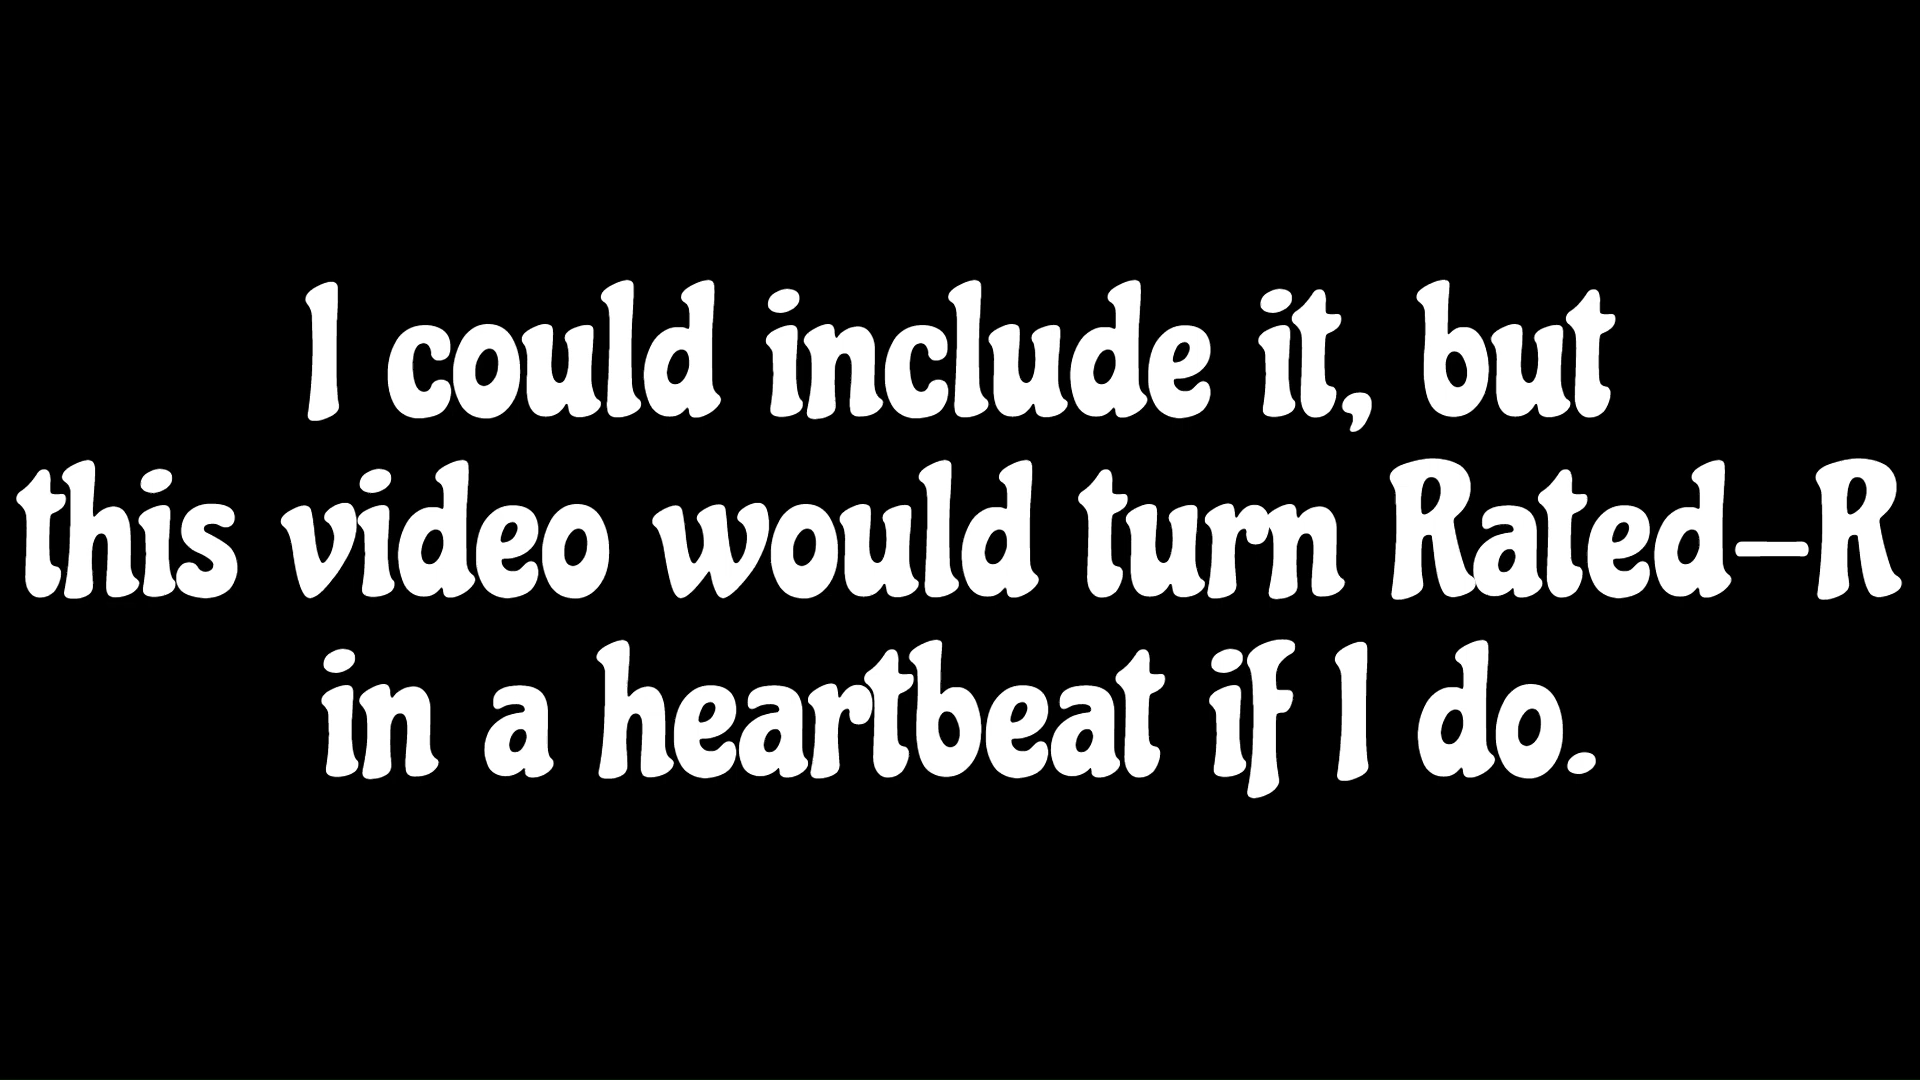 I could include it, but
this video would turn Rated-R
in a heartbeat if I do.